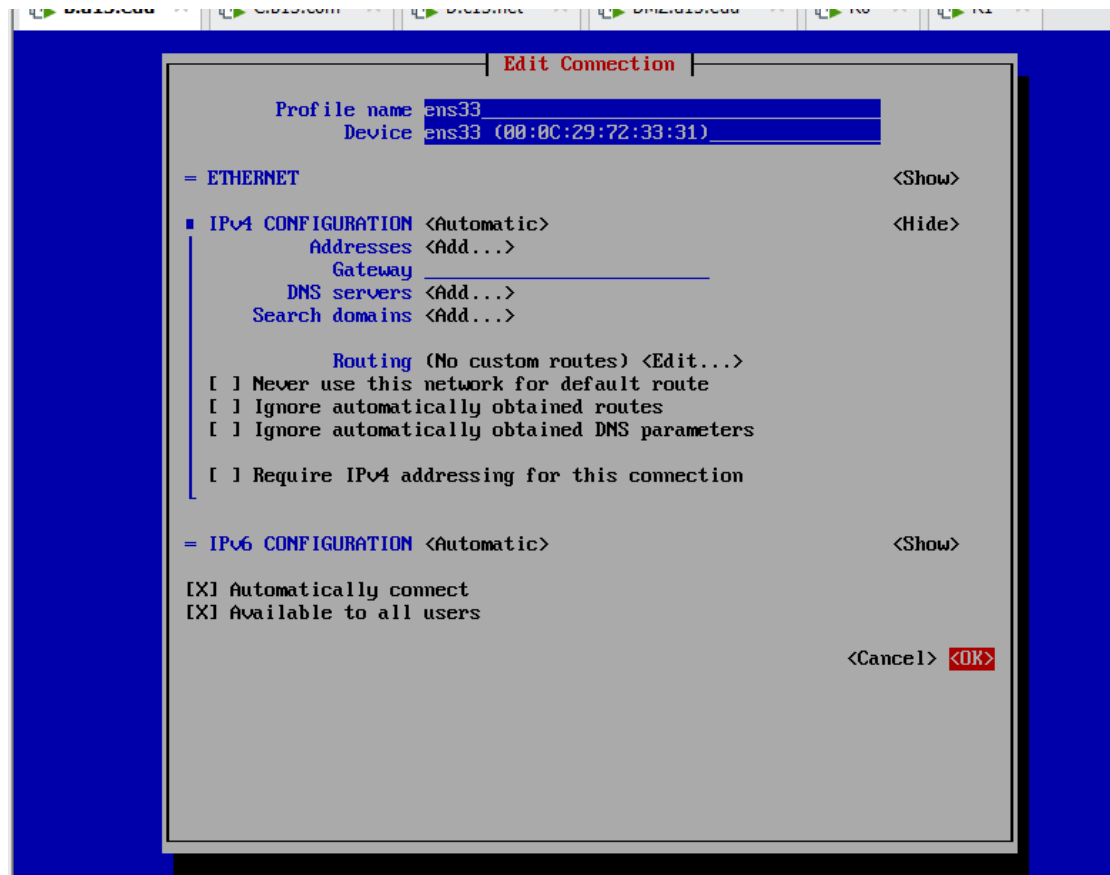 Edit Connection
Profile name ens33
Device ens33 (00:0C:29:72:33:31)
= ETHERNET <Show>
IPv4 CONFIGURATION <Automatic> <Hide>
Addresses <Add...>
Gateway
DNS servers <Add...>
Search domains <Add...>
Routing (No custom routes) <Edit...>
[ ] Never use this network for default route
[ ] Ignore automatically obtained routes
[ ] Ignore automatically obtained DNS parameters
[ ] Require IPv4 addressing for this connection
= IPv6 CONFIGURATION <Automatic> <Show>
[X] Automatically connect
[X] Available to all users
<Cancel> <OK>